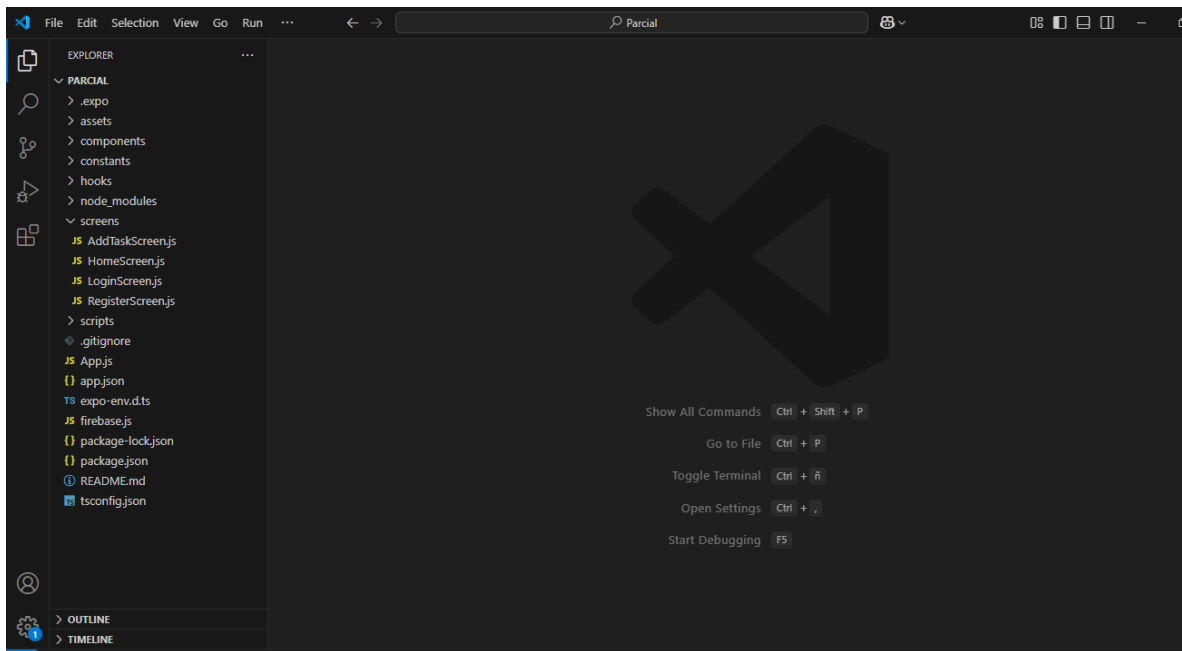 File Edit Selection View Go Run ··· Parcial
EXPLORER ···
PARCIAL
.expo
assets
components
constants
hooks
node_modules
screens
JS AddTaskScreen.js
JS HomeScreen.js
JS LoginScreen.js
JS RegisterScreen.js
scripts
.gitignore
JS App.js
{} app.json
TS expo-env.d.ts
JS firebase.js
{} package-lock.json
{} package.json
README.md
TS tsconfig.json
Show All Commands Ctrl + Shift + P
Go to File Ctrl + P
Toggle Terminal Ctrl + ñ
Open Settings Ctrl + ,
Start Debugging F5
OUTLINE
1
TIMELINE